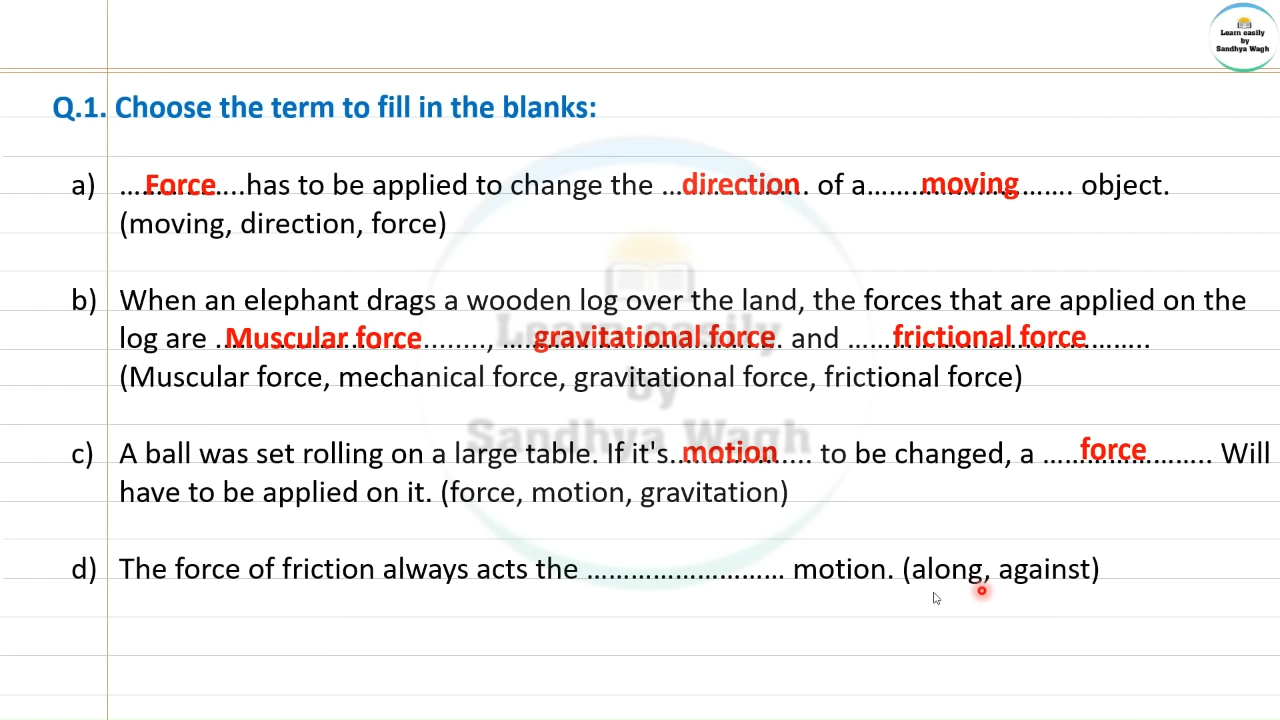 Learn easily
by
Sandhya Wagh
Q.1. Choose the term to fill in the blanks:
a) ....Force.....has to be applied to change the ...direction.. of a......moving....... object.
(moving, direction, force)
b) When an elephant drags a wooden log over the land, the forces that are applied on the
log are ..Muscular force........, ...gravitational force. and ......frictional force........
(Muscular force, mechanical force, gravitational force, frictional force)
c) A ball was set rolling on a large table. If it's..motion.... to be changed, a .....force........ Will
have to be applied on it. (force, motion, gravitation)
d) The force of friction always acts the ........................... motion. (along, against)
Learn easily
by
Sandhya Wagh